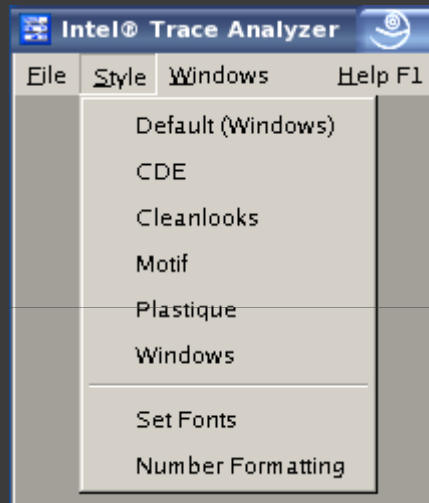 Intel® Trace Analyzer
File Style Windows Help F1
Default (Windows)
CDE
Cleanlooks
Motif
Plastique
Windows
Set Fonts
Number Formatting